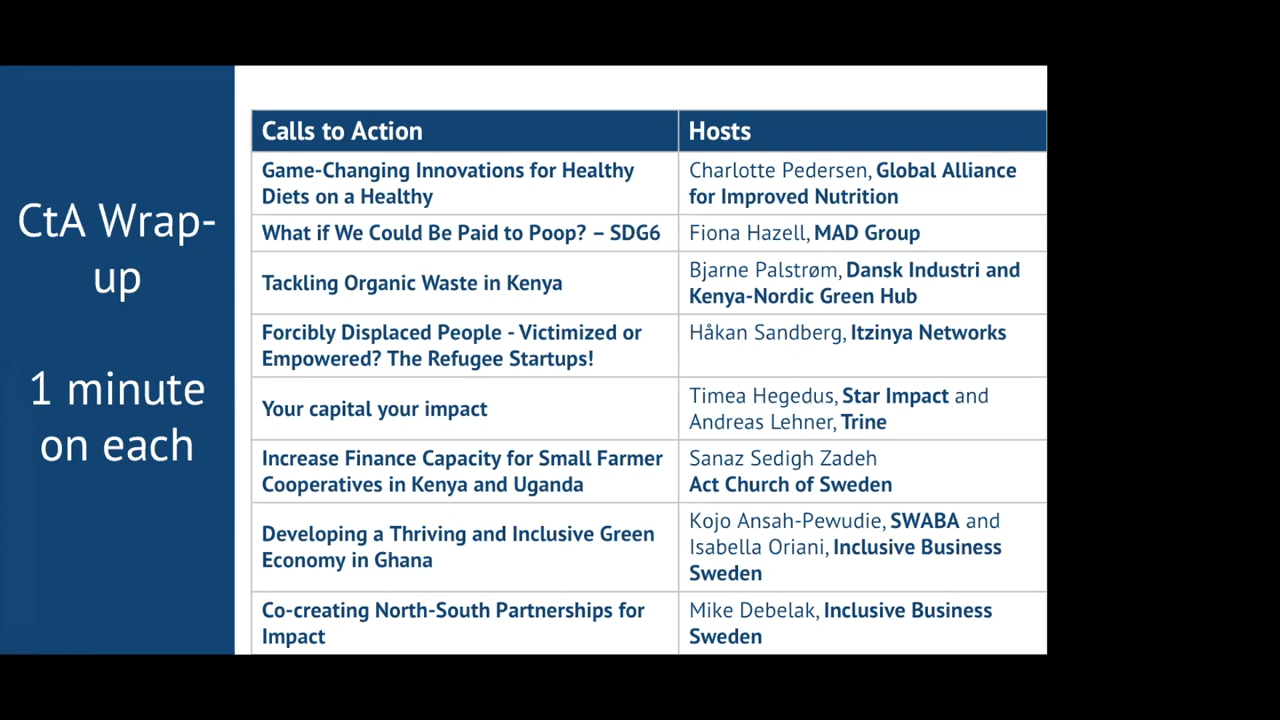 CtA Wrap-
up
1 minute
on each
Calls to Action
Hosts
Game-Changing Innovations for Healthy
Diets on a Healthy
Charlotte Pedersen, Global Alliance
for Improved Nutrition
What if We Could Be Paid to Poop? – SDG6
Fiona Hazell, MAD Group
Tackling Organic Waste in Kenya
Bjarne Palstrøm, Dansk Industri and
Kenya-Nordic Green Hub
Forcibly Displaced People - Victimized or
Empowered? The Refugee Startups!
Håkan Sandberg, Itzinya Networks
Your capital your impact
Timea Hegedus, Star Impact and
Andreas Lehner, Trine
Increase Finance Capacity for Small Farmer
Cooperatives in Kenya and Uganda
Sanaz Sedigh Zadeh
Act Church of Sweden
Developing a Thriving and Inclusive Green
Economy in Ghana
Kojo Ansah-Pewudie, SWABA and
Isabella Oriani, Inclusive Business
Sweden
Co-creating North-South Partnerships for
Impact
Mike Debelak, Inclusive Business
Sweden